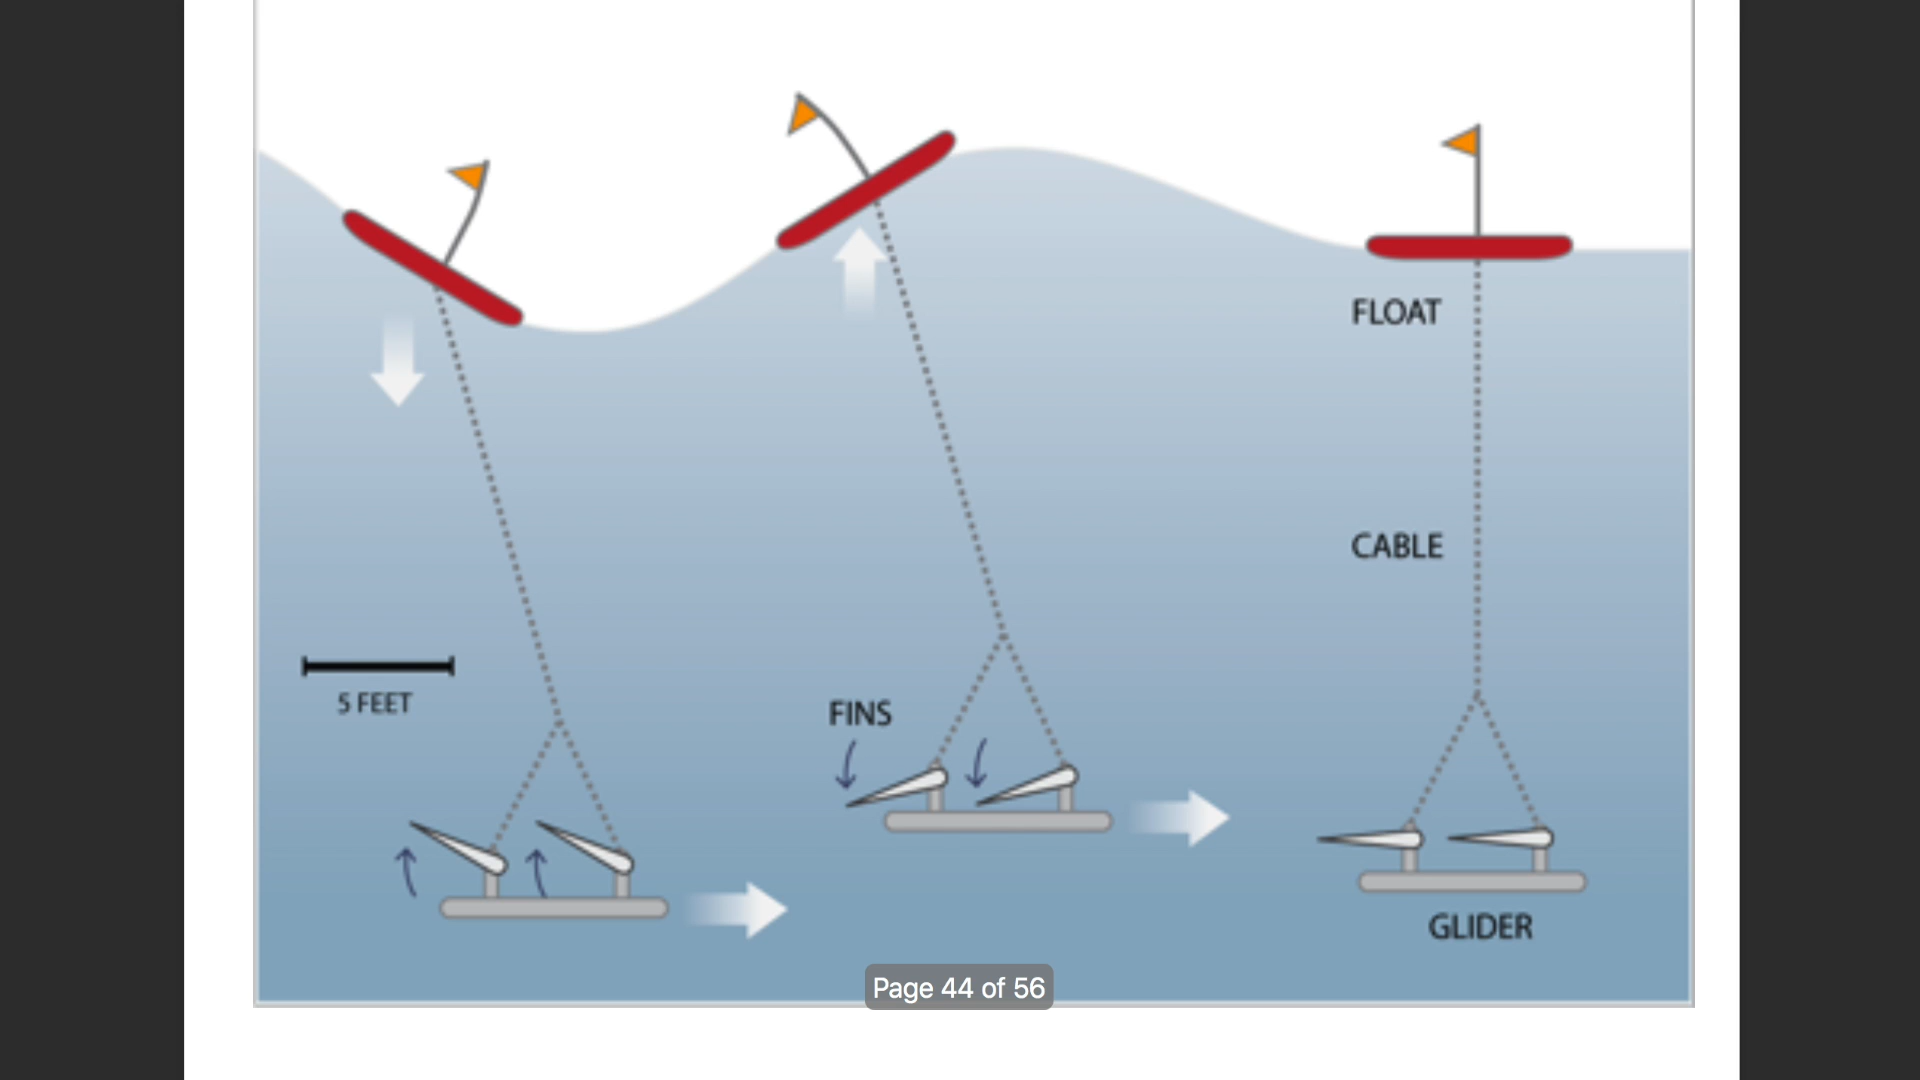 FLOAT
CABLE
5 FEET
FINS
GLIDER
Page 44 of 56